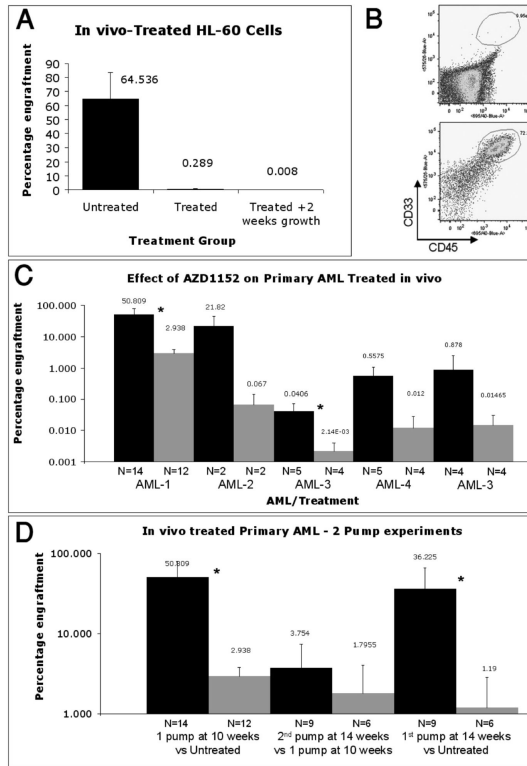 A
In vivo-Treated HL-60 Cells
Percentage engraftment
90
80
70
60
50
40
30
20
10
0
64.536
0.289
0.008
Untreated
Treated
Treated +2
weeks growth
Treatment Group
B
CD33
CD45
C
Effect of AZD1152 on Primary AML Treated in vivo
Percentage engraftment
100.000
10.000
1.000
0.100
0.010
0.001
50.809
*
2.938
21.82
0.067
0.0406
*
2.14E-03
0.5575
0.012
0.878
0.01465
N=14 N=12 N=2 N=2 N=5 N=4 N=5 N=4 N=4 N=4
AML-1 AML-2 AML-3 AML-4 AML-3
AML/Treatment
D
In vivo treated Primary AML - 2 Pump experiments
Percentage engraftment
100.000
10.000
1.000
50.809
*
2.938
3.754
1.7955
36.225
*
1.19
N=14 N=12 N=9 N=6 N=9 N=6
1 pump at 10 weeks
vs Untreated
2nd pump at 14 weeks
vs 1 pump at 10 weeks
1st pump at 14 weeks
vs Untreated